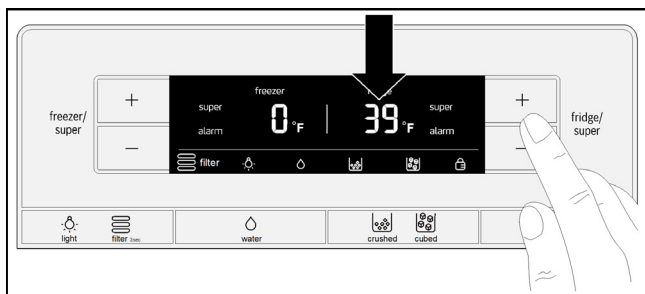 freezer
super
super
0 °F
39 °F
alarm
alarm
filter
freezer/
super
+
−
+
−
fridge/
super
light
filter
water
crushed
cubed